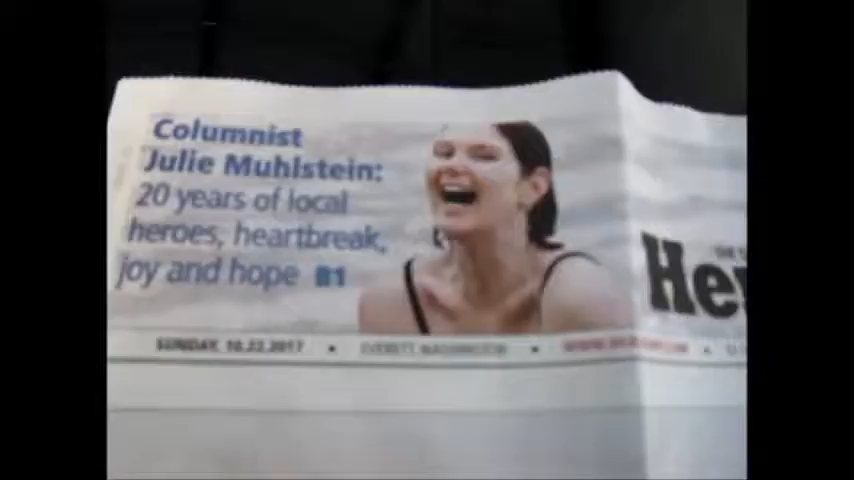 Columnist
Julie Muhlstein:
20 years of local
heroes, heartbreak,
joy and hope B1
He
SUNDAY, 10.22.2017 • EVERETT, WASHINGTON •